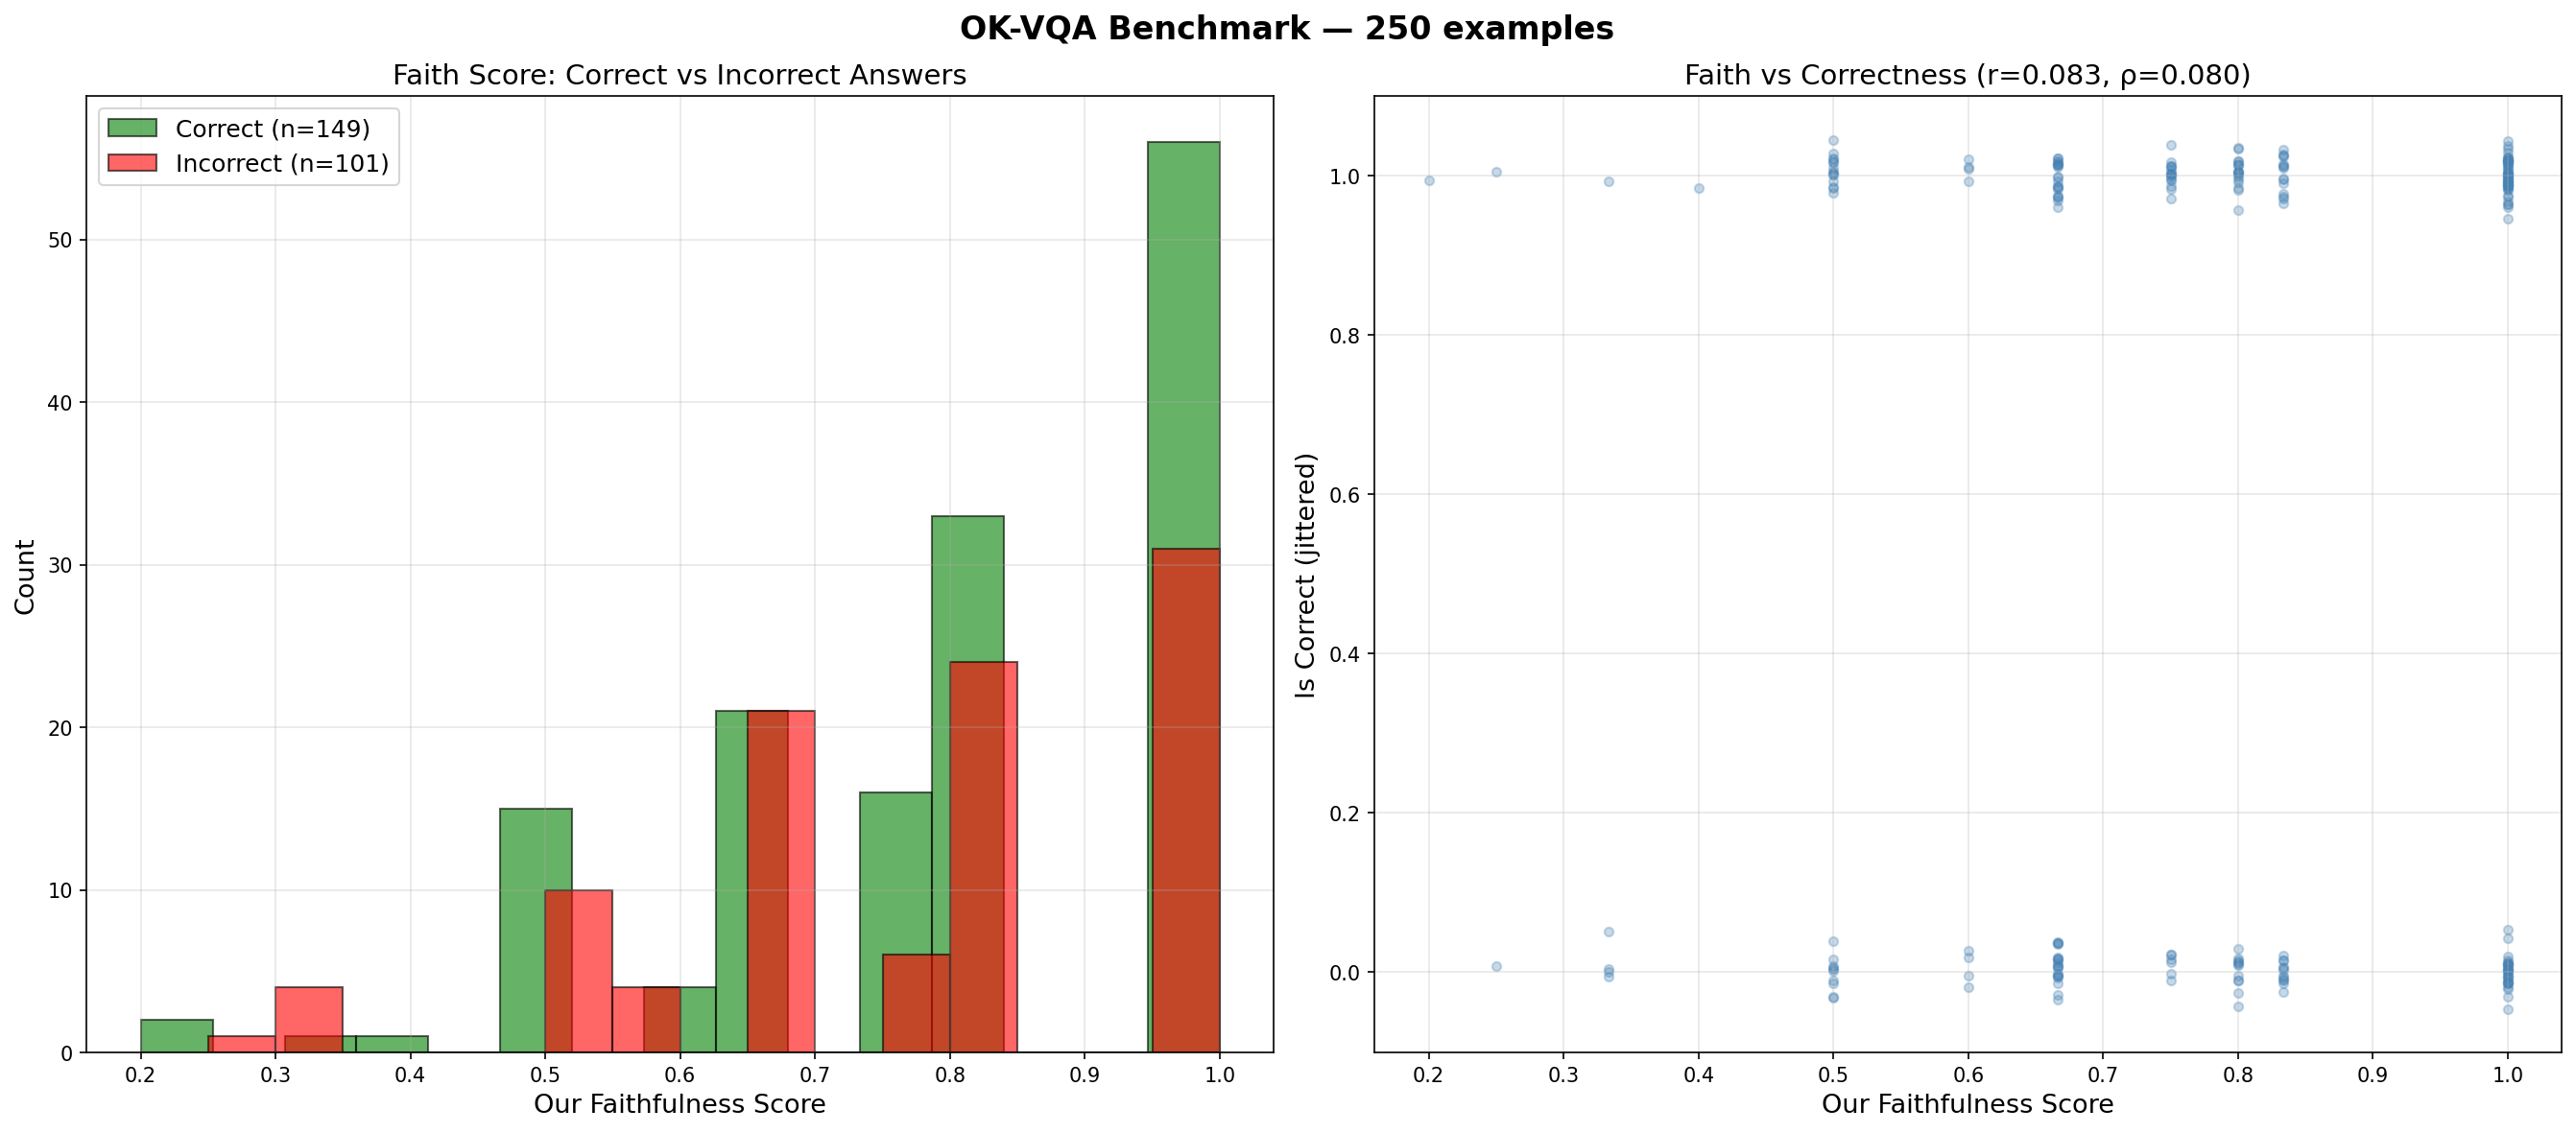 OK-VQA Benchmark — 250 examples
Faith Score: Correct vs Incorrect Answers
Correct (n=149)
Incorrect (n=101)
Count
50
40
30
20
10
0
0.2 0.3 0.4 0.5 0.6 0.7 0.8 0.9 1.0
Our Faithfulness Score
Faith vs Correctness (r=0.083, ρ=0.080)
Is Correct (jittered)
1.0
0.8
0.6
0.4
0.2
0.0
0.2 0.3 0.4 0.5 0.6 0.7 0.8 0.9 1.0
Our Faithfulness Score